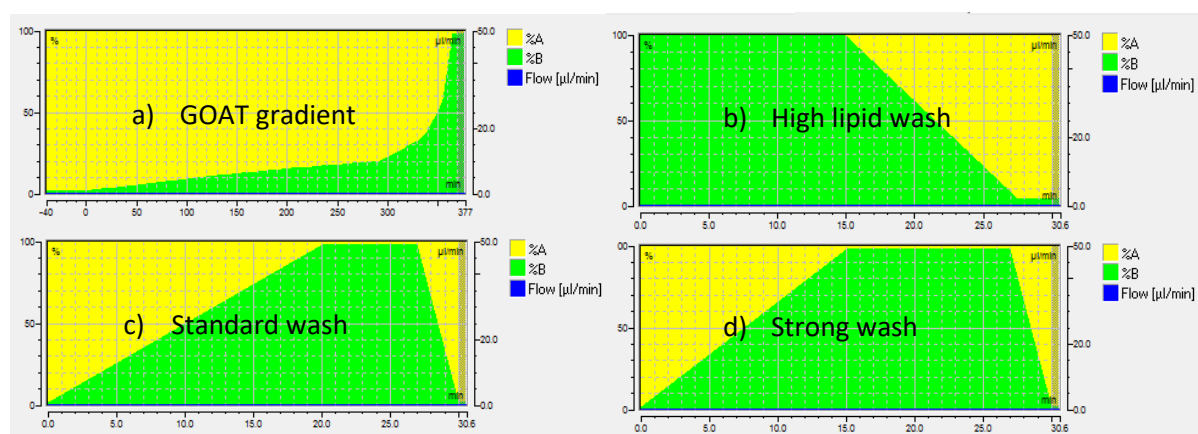 100
%
50
0
-40
0
50
100
150
200
250
300
377
µl/min
50.0
20.0
0.0
min
%A
%B
Flow [µl/min]
a) GOAT gradient
100
%
50
0
0.0
5.0
10.0
15.0
20.0
25.0
30.6
µl/min
50.0
20.0
0.0
min
%A
%B
Flow [µl/min]
b) High lipid wash
100
%
50
0
0.0
5.0
10.0
15.0
20.0
25.0
30.6
µl/min
50.0
20.0
0.0
min
%A
%B
Flow [µl/min]
c) Standard wash
00
%
50
0
0.0
5.0
10.0
15.0
20.0
25.0
30.6
µl/min
50.0
20.0
0.0
min
%A
%B
Flow [µl/min]
d) Strong wash